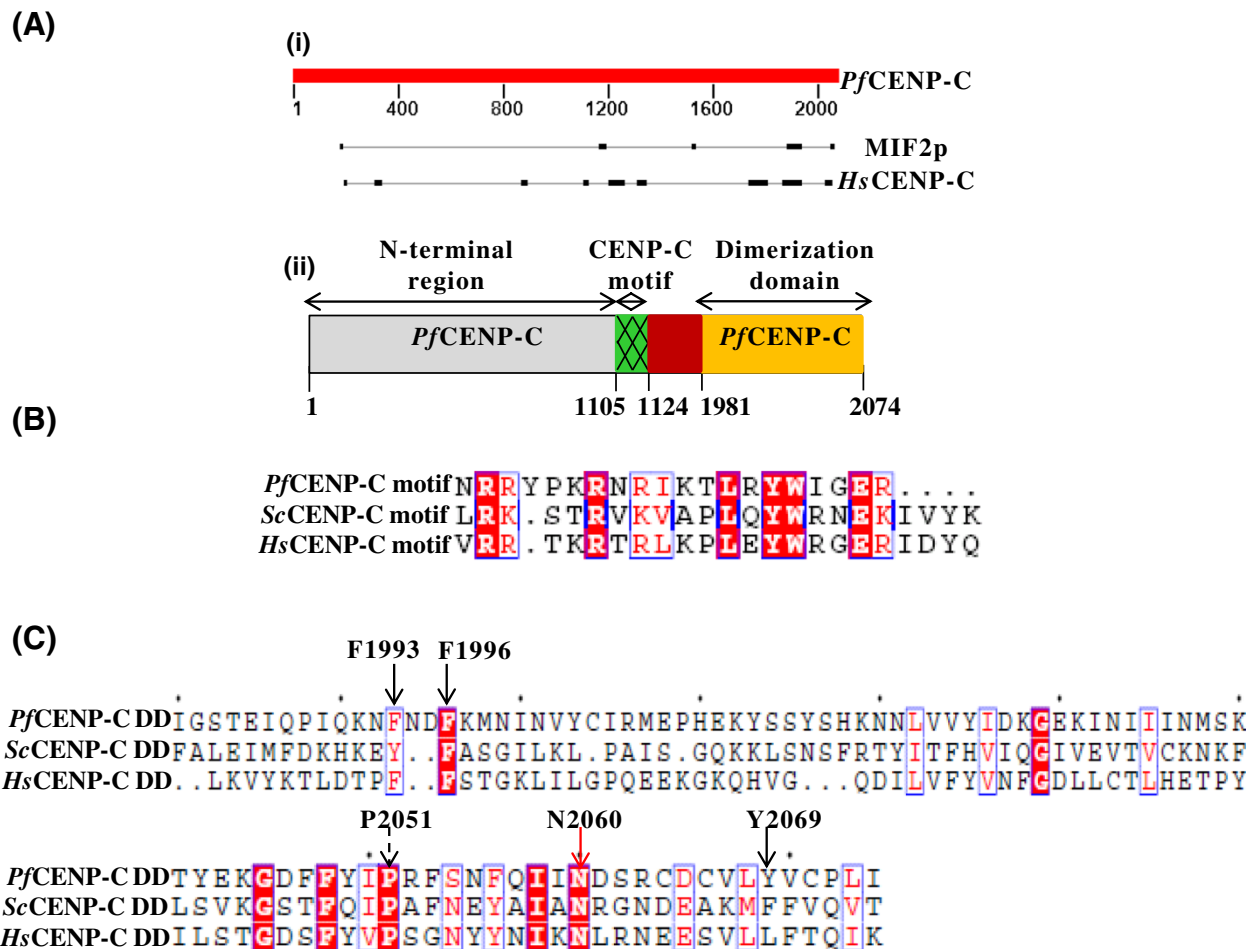 (A)
(i)
PfCENP-C
1 400 800 1200 1600 2000
MIF2p
HsCENP-C
(ii)
N-terminal region
CENP-C motif
Dimerization domain
PfCENP-C PfCENP-C
1 1105 1124 1981 2074
(B)
PfCENP-C motif NRRYPKRNRIKTLRYWIGER....
ScCENP-C motif LRK.STRVKVAPLQYWRNEKIVYK
HsCENP-C motif VRR.TKRTRLKPLEYWRGERIDYQ
(C)
F1993 F1996
PfCENP-C DD IGSTEIQPIQKNFNDFKMNINVYCIRMEPHEKYSSYSHKNNLVVYIDKGEKINIIINMSK
ScCENP-C DD FALEIMFDKHKEY..FASGILKL.PAIS.GQKKLSNSFRTYITFHVIQGIVEVTVCKNKF
HsCENP-C DD ..LKVYKTLDTPF..FSTGKLILGPQEEKGKQHVG...QDILVFYVNFGDLLCTLHETPY
P2051 N2060 Y2069
PfCENP-C DD TYEKGDFFYIPRFSNFQIINDSRCDCVLYVCPLI
ScCENP-C DD LSVKGSTFQIPAFNEYAIANRGNDEAKMFFVQVT
HsCENP-C DD ILSTGDSFYVPSGNYYNIKNLRNEESVLLFTQIK